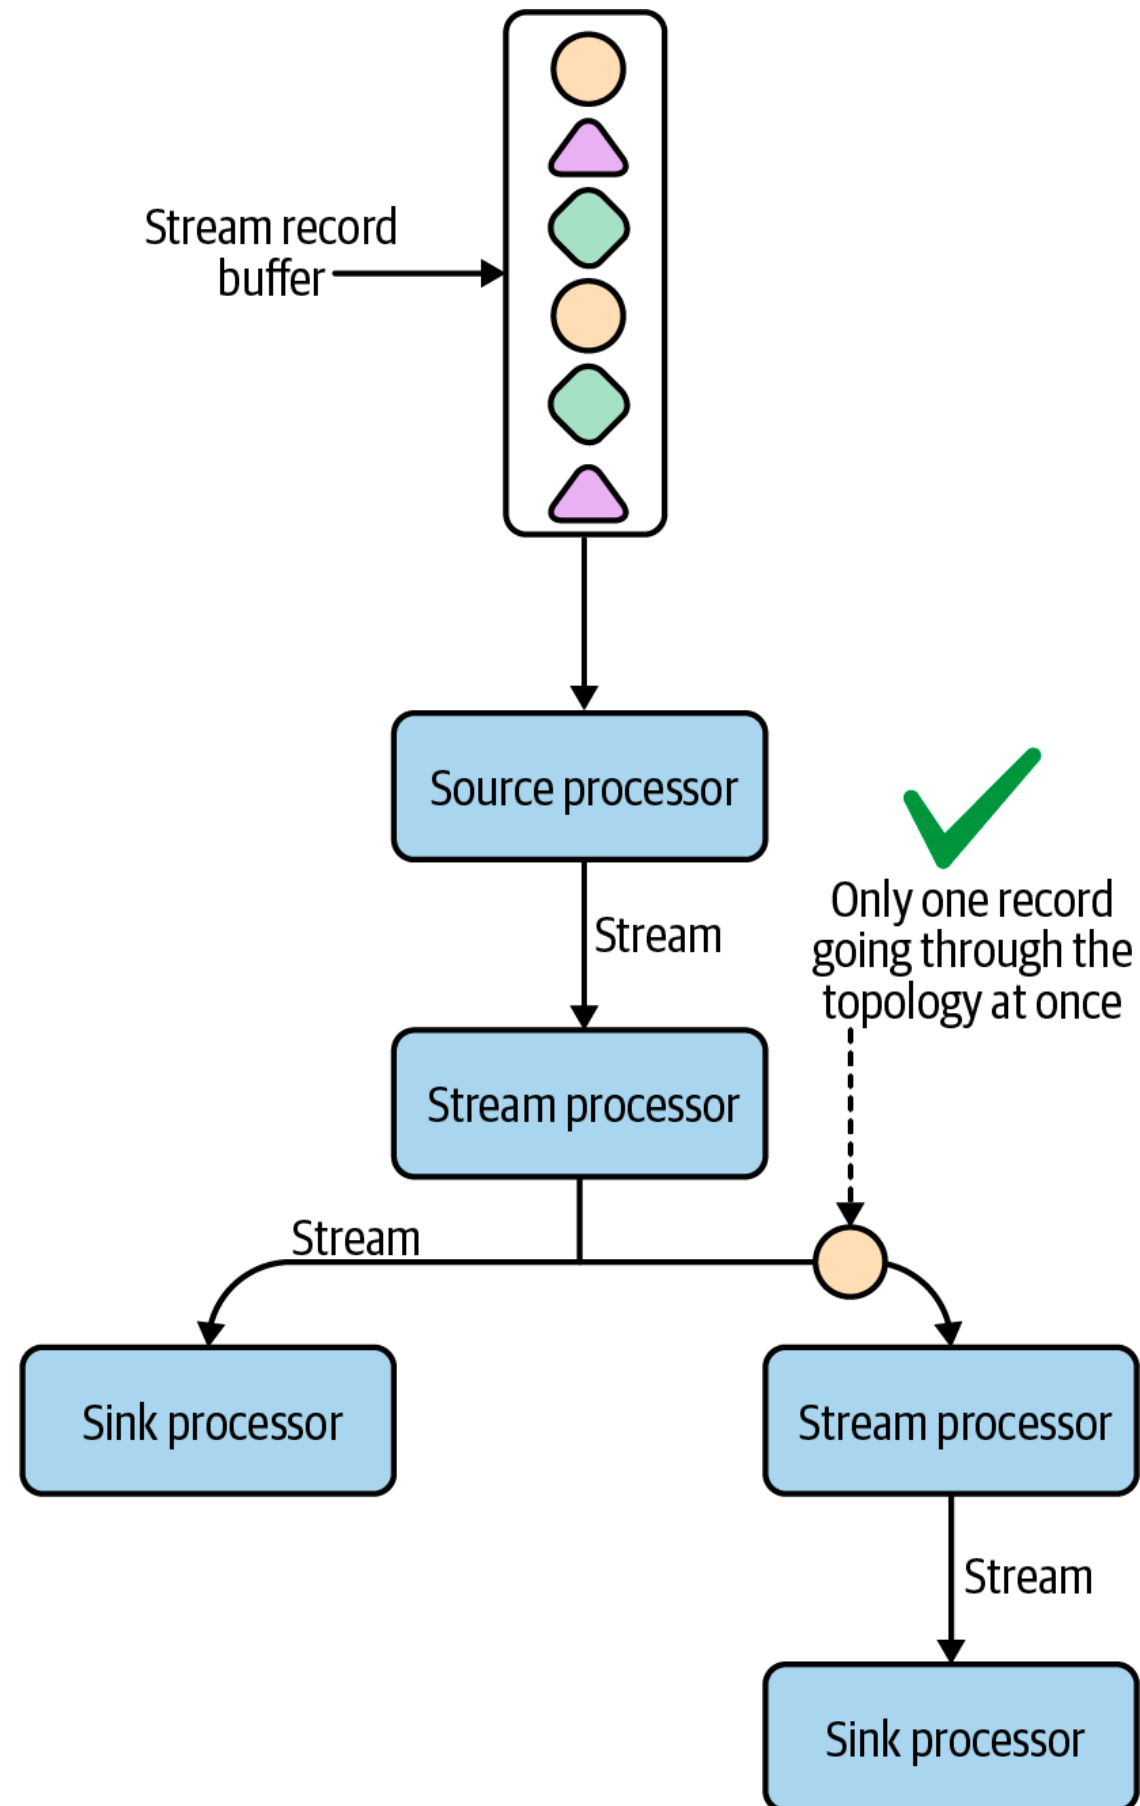 Stream record
buffer
Source processor
Stream
Only one record
going through the
topology at once
Stream processor
Stream
Sink processor
Stream processor
Stream
Sink processor